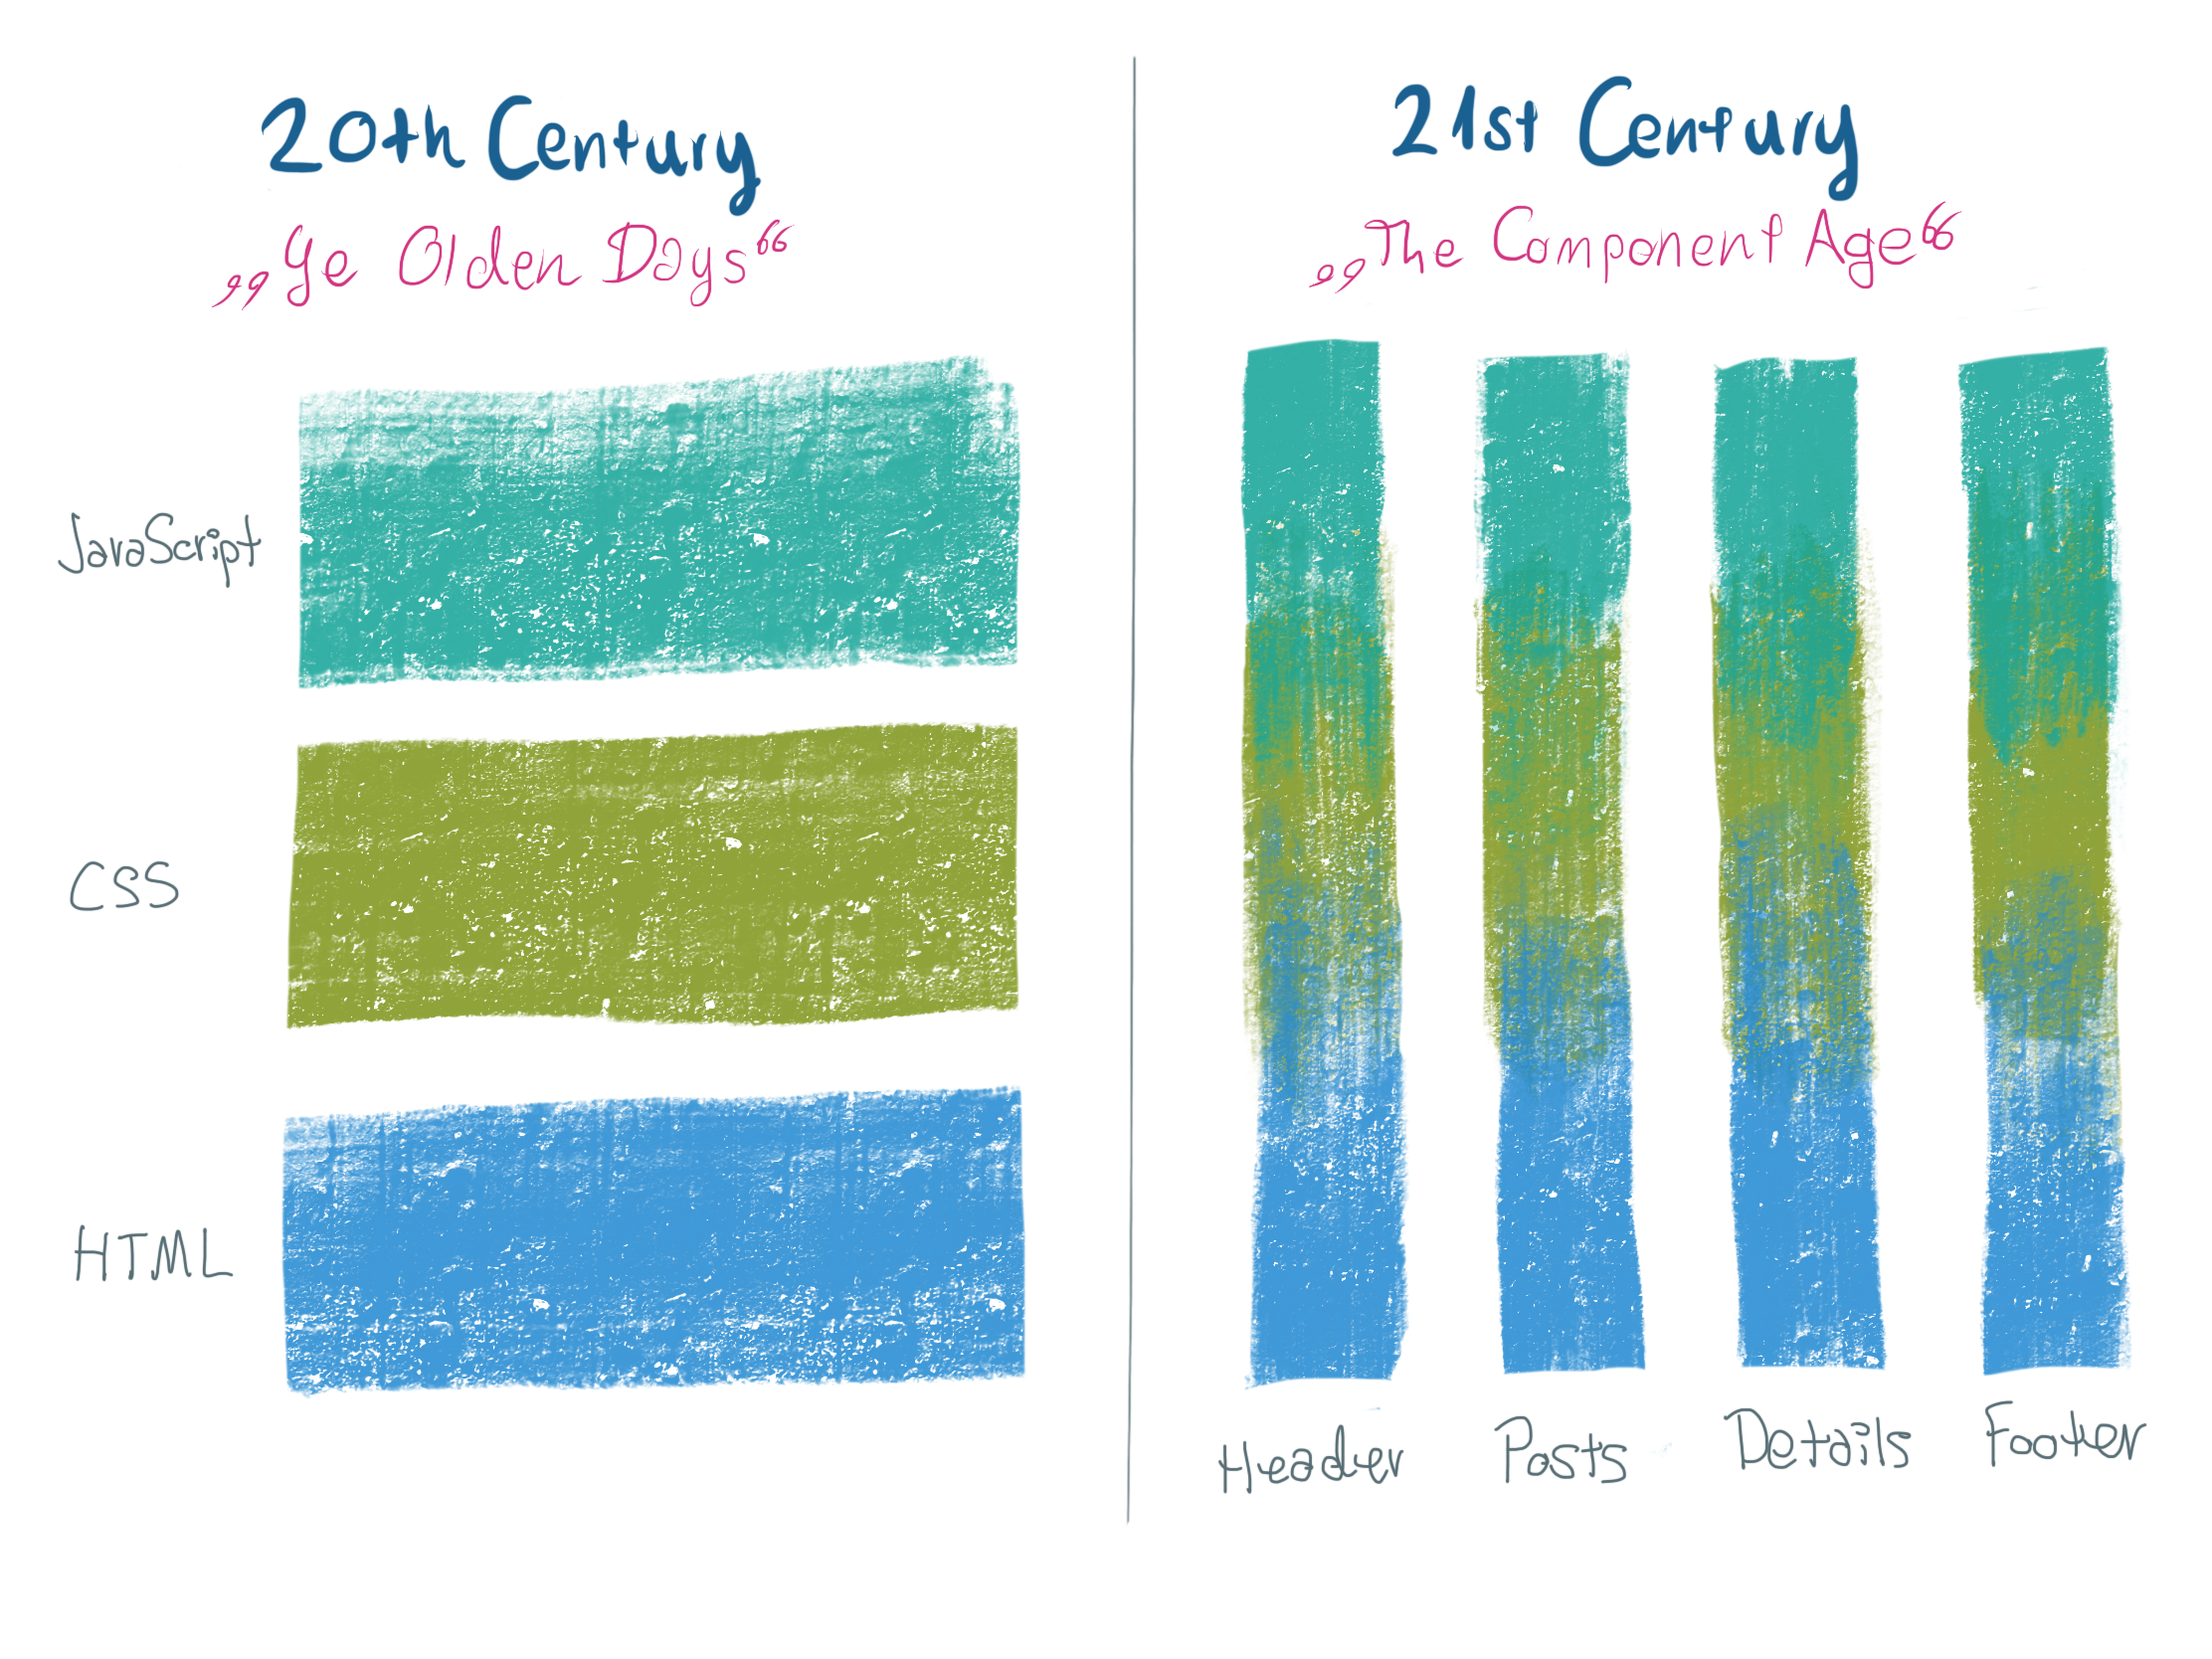 20th Century
„Ye Olden Days“
JavaScript
CSS
HTML
21st Century
„The Component Age“
Header
Posts
Details
Footer